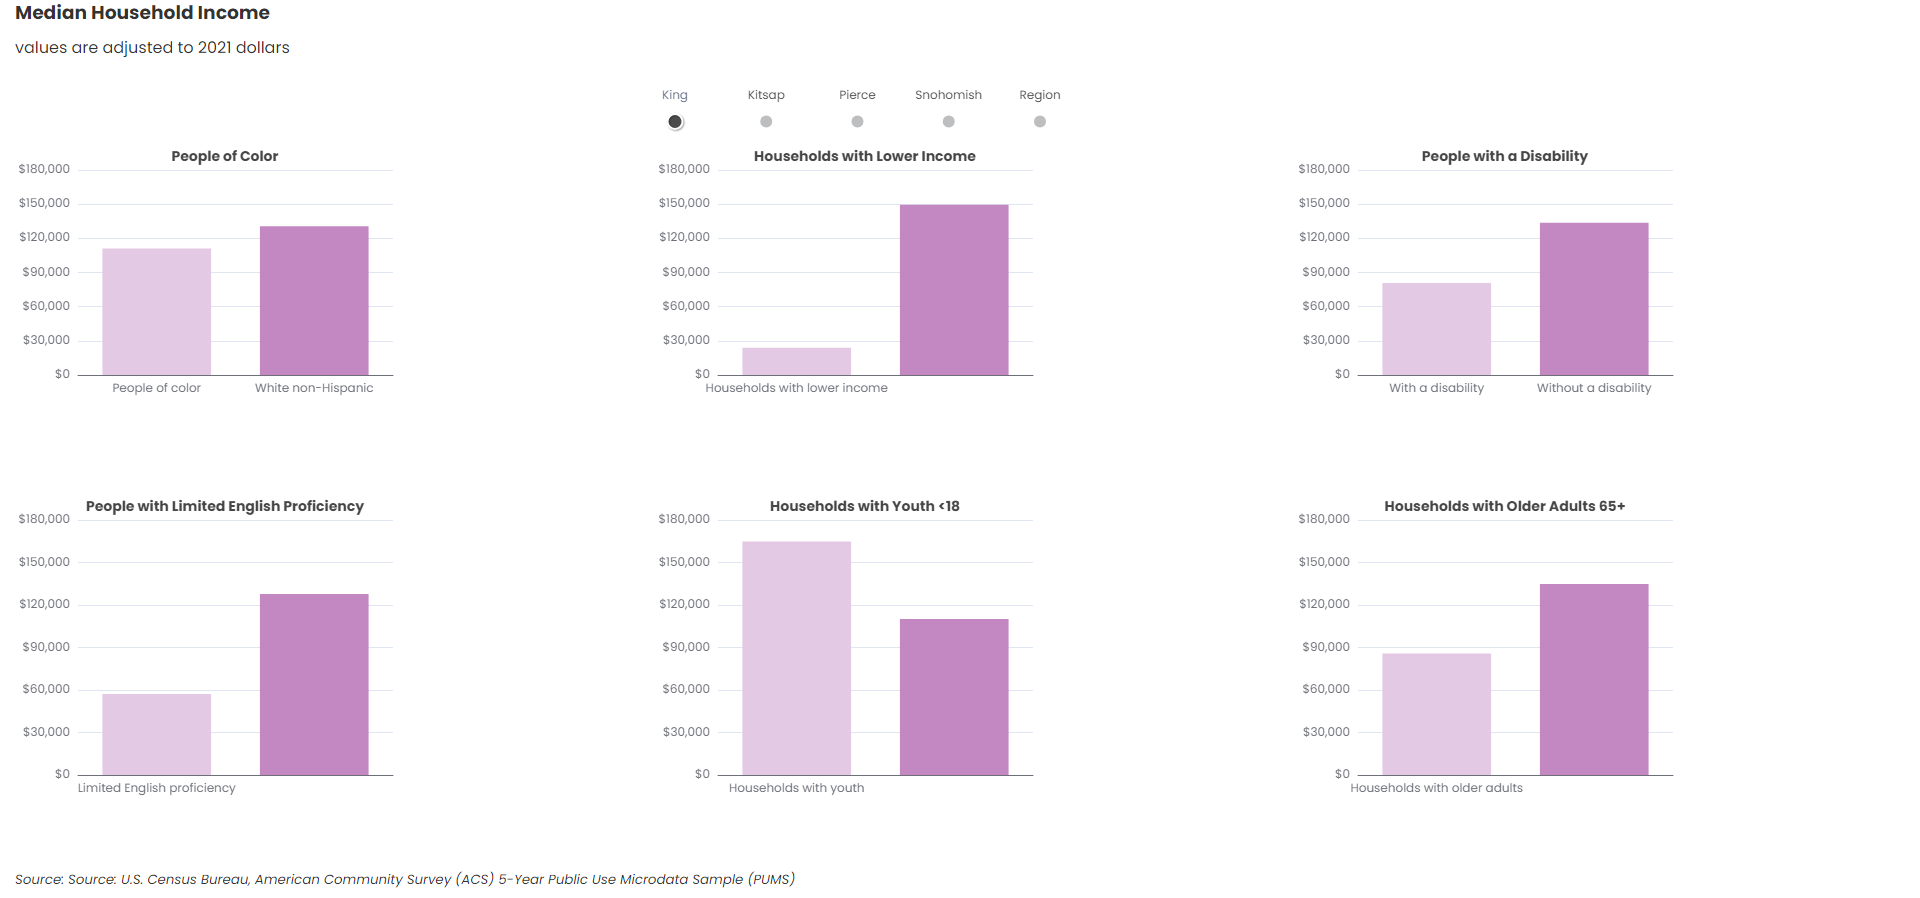 Median Household Income
values are adjusted to 2021 dollars
King Kitsap Pierce Snohomish Region
People of Color
$180,000
$150,000
$120,000
$90,000
$60,000
$30,000
$0
People of color White non-Hispanic
Households with Lower Income
$180,000
$150,000
$120,000
$90,000
$60,000
$30,000
$0
Households with lower income
People with a Disability
$180,000
$150,000
$120,000
$90,000
$60,000
$30,000
$0
With a disability Without a disability
People with Limited English Proficiency
$180,000
$150,000
$120,000
$90,000
$60,000
$30,000
$0
Limited English proficiency
Households with Youth <18
$180,000
$150,000
$120,000
$90,000
$60,000
$30,000
$0
Households with youth
Households with Older Adults 65+
$180,000
$150,000
$120,000
$90,000
$60,000
$30,000
$0
Households with older adults
Source: Source: U.S. Census Bureau, American Community Survey (ACS) 5-Year Public Use Microdata Sample (PUMS)